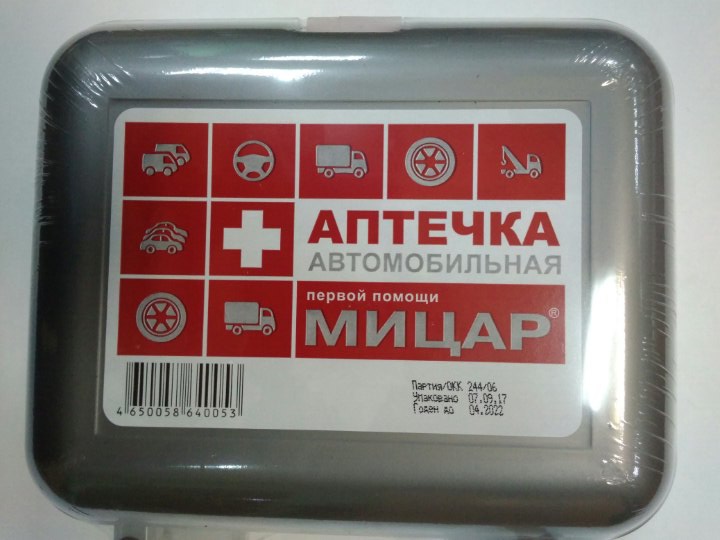 АПТЕЧКА
АВТОМОБИЛЬНАЯ
первой помощи
МИЦАР®
Партия/ОКК 244/06
Упаковано 07.09.17
Годен до 04.2022
4 650058 640053